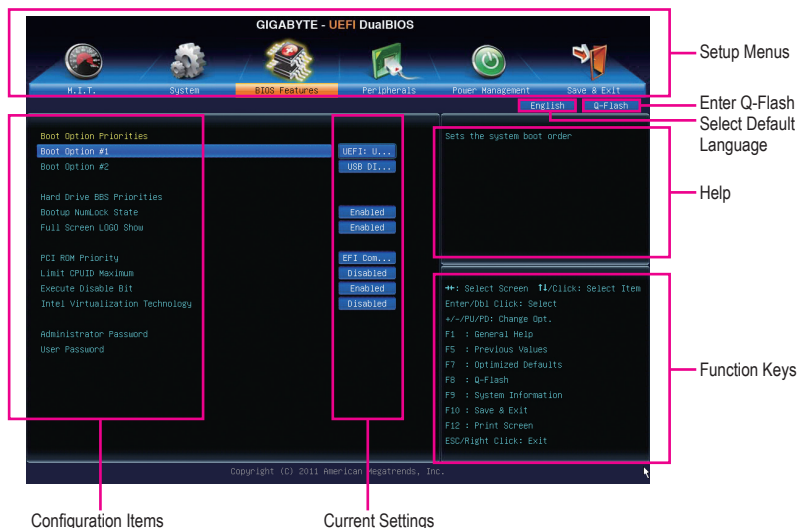 GIGABYTE - UEFI DualBIOS
Setup Menus
M.I.T. System BIOS Features Peripherals Power Management Save & Exit
English Q-Flash
Enter Q-Flash
Select Default
Language
Boot Option Priorities
Boot Option #1 UEFI: U...
Boot Option #2 USB DI...
Hard Drive BBS Priorities
Bootup NumLock State Enabled
Full Screen LOGO Show Enabled
PCI ROM Priority EFI Com...
Limit CPUID Maximum Disabled
Execute Disable Bit Enabled
Intel Virtualization Technology Disabled
Administrator Password
User Password
Sets the system boot order
Help
→←: Select Screen ↑↓/Click: Select Item
Enter/Dbl Click: Select
+/-/PU/PD: Change Opt.
F1 : General Help
F5 : Previous Values
F7 : Optimized Defaults
F8 : Q-Flash
F9 : System Information
F10 : Save & Exit
F12 : Print Screen
ESC/Right Click: Exit
Function Keys
Copyright (C) 2011 American Megatrends, Inc.
Configuration Items
Current Settings